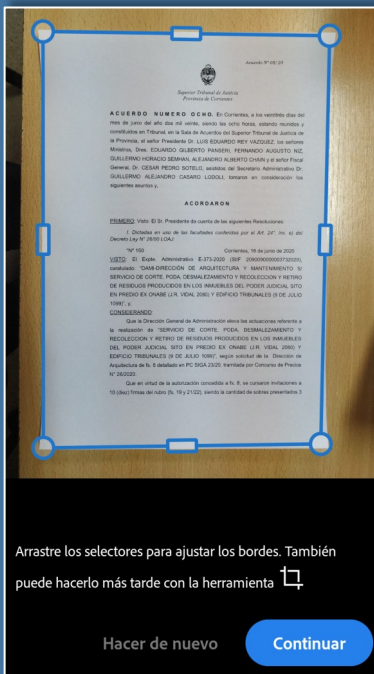 Acuerdo Nº 08/20
Superior Tribunal de Justicia
Provincia de Corrientes
ACUERDO NUMERO OCHO. En Corrientes, a los veintitrés días del
mes de junio del año dos mil veinte, siendo las ocho horas, estando reunidos y
constituidos en Tribunal, en la Sala de Acuerdos del Superior Tribunal de Justicia de
la Provincia, el señor Presidente Dr. LUIS EDUARDO REY VAZQUEZ, los señores
Ministros, Dres. EDUARDO GILBERTO PANSERI, FERNANDO AUGUSTO NIZ,
GUILLERMO HORACIO SEMHAN, ALEJANDRO ALBERTO CHAIN y el señor Fiscal
General, Dr. CESAR PEDRO SOTELO, asistidos del Secretario Administrativo Dr.
GUILLERMO ALEJANDRO CASARO LODOLI, tomaron en consideración los
siguientes asuntos y,
ACORDARON
PRIMERO: Visto: El Sr. Presidente da cuenta de las siguientes Resoluciones:
I. Dictadas en uso de las facultades conferidas por el Art. 24°, inc. e) del
Decreto Ley N° 26/00 LOAJ:
"N° 100 Corrientes, 16 de junio de 2020
VISTO: El Expte. Administrativo E-373-2020
caratulado: "DAMI-DIRECCIÓN DE ARQUITECTURA Y MANTENIMIENTO S/
SERVICIO DE CORTE, PODA, DESMALEZAMIENTO Y RECOLECCION Y RETIRO
DE RESIDUOS PRODUCIDOS EN LOS INMUEBLES DEL PODER JUDICIAL SITO
EN PREDIO EX ONABE (J.R. VIDAL 2060) Y EDIFICIO TRIBUNALES (9 DE JULIO
1099)", y,
CONSIDERANDO:
Que la Dirección General de Administración eleva las actuaciones referente a
la realización de "SERVICIO DE CORTE, PODA, DESMALEZAMIENTO Y
RECOLECCION Y RETIRO DE RESIDUOS PRODUCIDOS EN LOS INMUEBLES
DEL PODER JUDICIAL SITO EN PREDIO EX ONABE (J.R. VIDAL 2060) Y
EDIFICIO TRIBUNALES (9 DE JULIO 1099)", según solicitud de la Dirección de
Arquitectura de fs. 6 detallado en PC SIGA 23/20, tramitada por Concurso de Precios
N° 26/2020;
Que en virtud de la autorización concedida a fs. 8, se cursaron invitaciones a
10 (diez) firmas del rubro (fs. 19 y 21/22), siendo la cantidad de sobres presentados 3
Arrastre los selectores para ajustar los bordes. También
puede hacerlo más tarde con la herramienta
Hacer de nuevo
Continuar